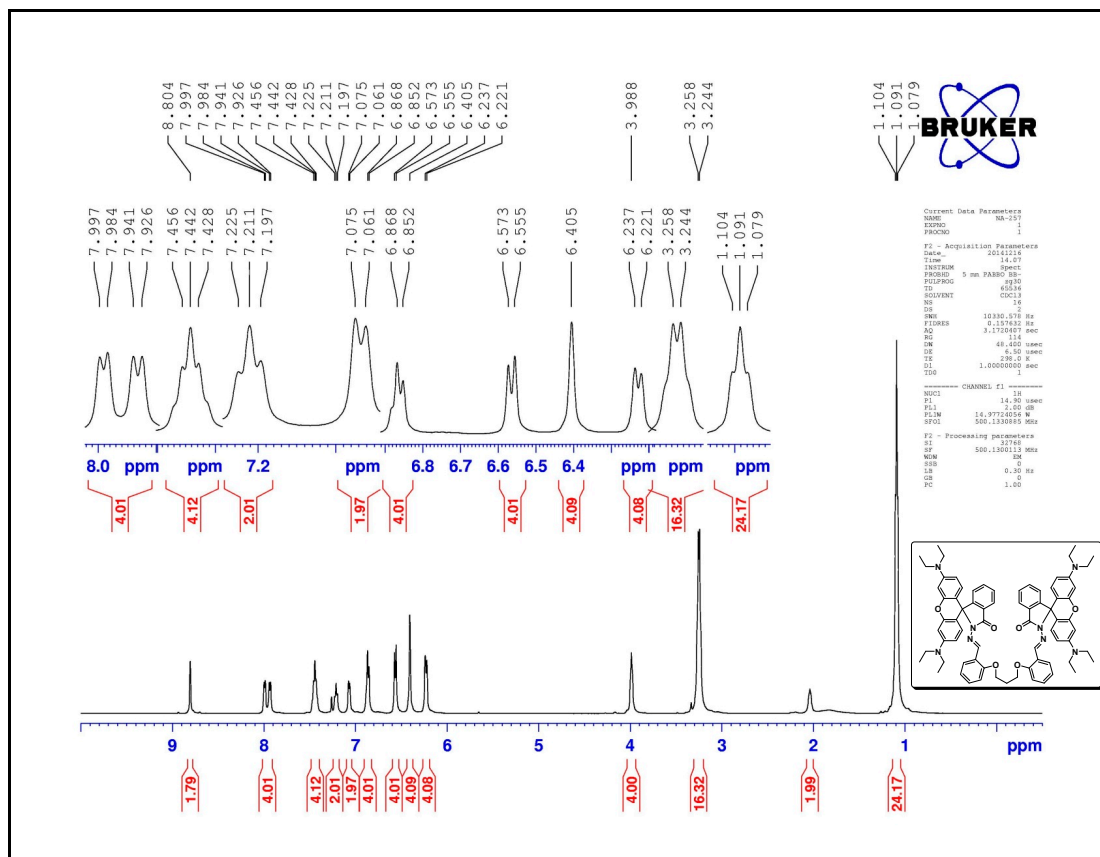 8.804
7.997
7.984
7.941
7.926
7.456
7.442
7.428
7.225
7.211
7.197
7.075
7.061
6.868
6.852
6.573
6.555
6.405
6.237
6.221
3.988
3.258
3.244
1.104
1.091
1.079
BRUKER
7.997
7.984
7.941
7.926
7.456
7.442
7.428
7.225
7.211
7.197
7.075
7.061
6.868
6.852
6.573
6.555
6.405
6.237
6.221
3.258
3.244
1.104
1.091
1.079
Current Data Parameters
NAME NA-257
EXPNO 1
PROCNO 1
F2 - Acquisition Parameters
Date_ 20141216
Time 14.07
INSTRUM Spect
PROBHD 5 mm PABBO BB-
PULPROG zg30
TD 65536
SOLVENT CDCl3
NS 16
DS 2
SWH 10330.578 Hz
FIDRES 0.157632 Hz
AQ 3.1720407 sec
RG 114
DW 48.400 usec
DE 6.50 usec
TE 298.0 K
D1 1.00000000 sec
TD0 1
======== CHANNEL f1 ========
NUC1 1H
P1 14.90 usec
PL1 2.00 dB
PL1W 14.97724056 W
SFO1 500.1330885 MHz
F2 - Processing parameters
SI 32768
SF 500.1300113 MHz
WDW EM
SSB 0
LB 0.30 Hz
GB 0
PC 1.00
8.0 ppm ppm 7.2 ppm 6.8 6.7 6.6 6.5 6.4 ppm ppm ppm
4.01 4.12 2.01 1.97 4.01 4.01 4.09 4.08 16.32 24.17
N N
O O
N N
O O
N N
N N
O O
9 8 7 6 5 4 3 2 1 ppm
1.79 4.01 4.12 2.01 1.97 4.01 4.01 4.09 4.08 4.00 16.32 1.99 24.17